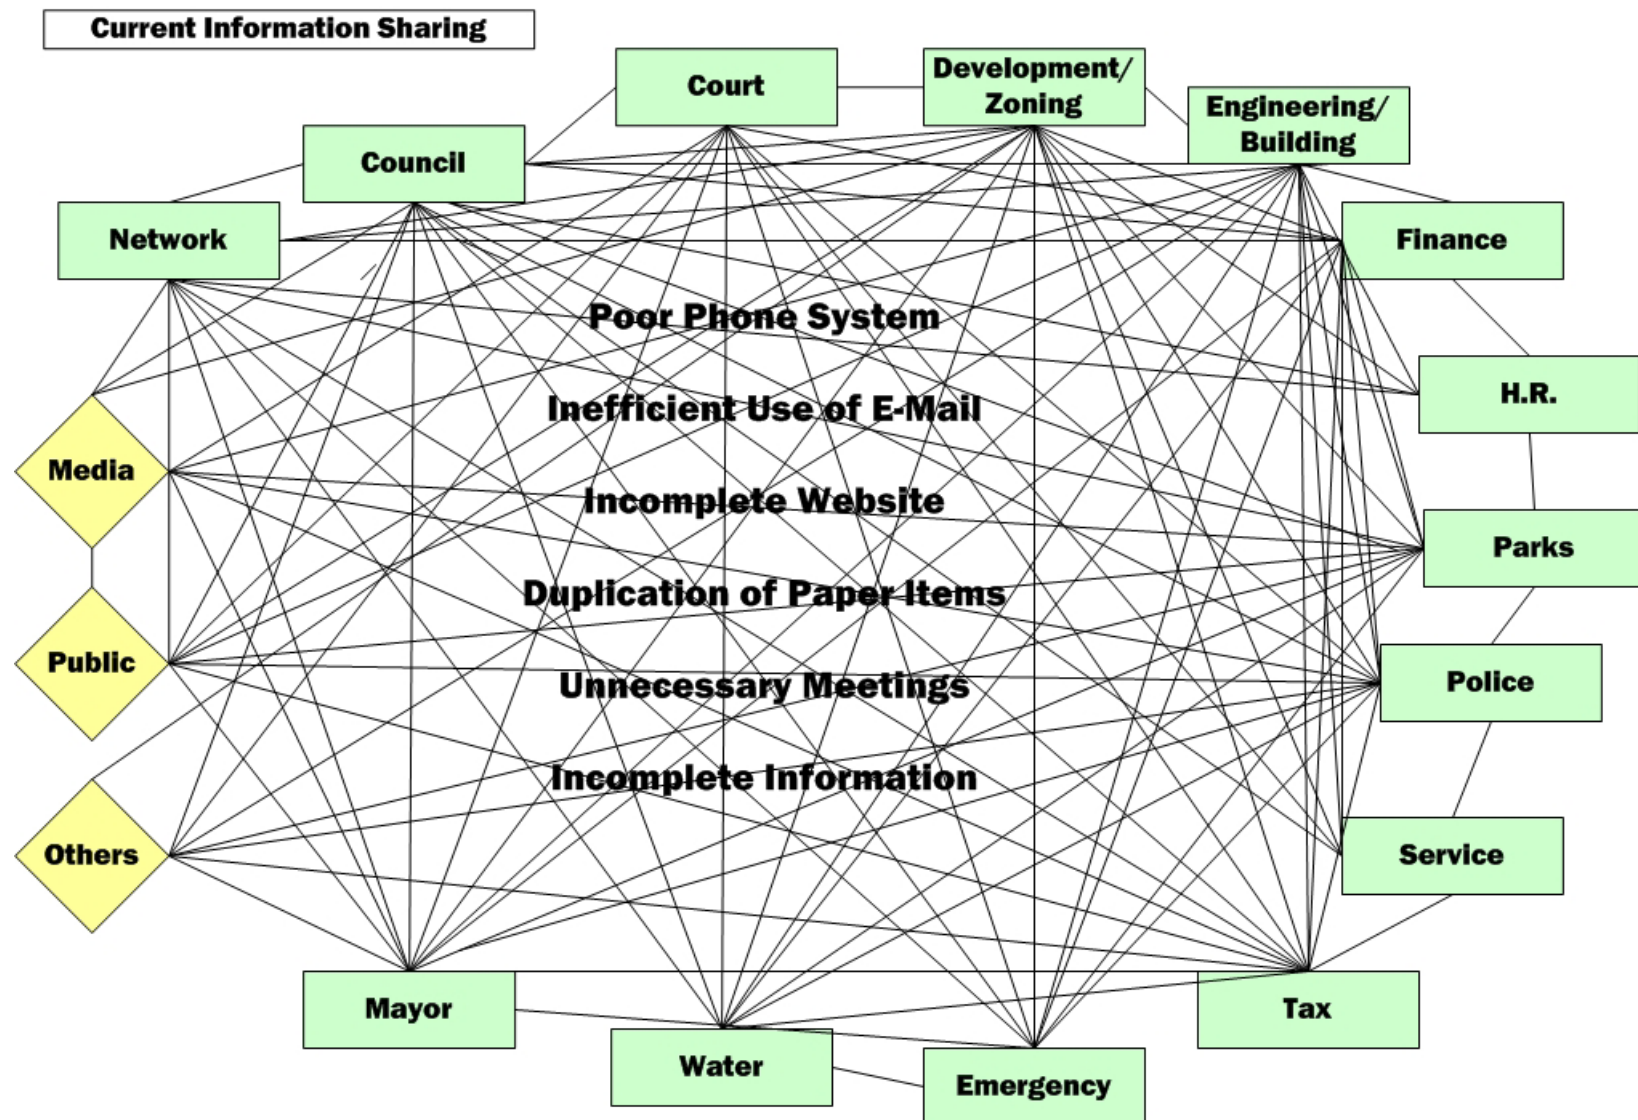 Current Information Sharing
Court
Development/
Zoning
Engineering/
Building
Council
Network
Finance
Poor Phone System
H.R.
Inefficient Use of E-Mail
Media
Incomplete Website
Parks
Duplication of Paper Items
Public
Unnecessary Meetings
Police
Incomplete Information
Others
Service
Mayor
Tax
Water
Emergency